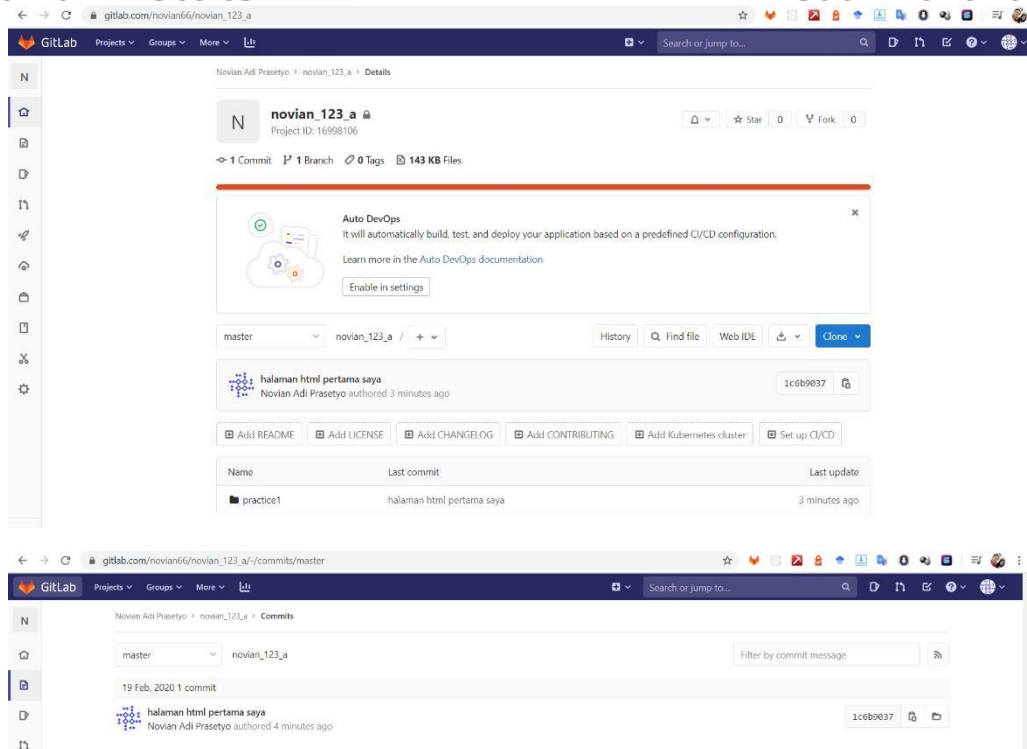 gitlab.com/novian66/novian_123_a
GitLab Projects Groups More Search or jump to...
N
Novian Adi Prasetyo > novian_123_a > Details
N
novian_123_a
Project ID: 16998106
Star 0 Fork 0
1 Commit 1 Branch 0 Tags 143 KB Files
Auto DevOps
It will automatically build, test, and deploy your application based on a predefined CI/CD configuration.
Learn more in the Auto DevOps documentation
Enable in settings
master novian_123_a / + History Find file Web IDE Clone
halaman html pertama saya
Novian Adi Prasetyo authored 3 minutes ago
1c6b9037
Add README Add LICENSE Add CHANGELOG Add CONTRIBUTING Add Kubernetes cluster Set up CI/CD
Name Last commit Last update
practice1 halaman html pertama saya 3 minutes ago
gitlab.com/novian66/novian_123_a/-/commits/master
GitLab Projects Groups More Search or jump to...
N
Novian Adi Prasetyo > novian_123_a > Commits
master novian_123_a Filter by commit message
19 Feb, 2020 1 commit
halaman html pertama saya
Novian Adi Prasetyo authored 4 minutes ago
1c6b9037